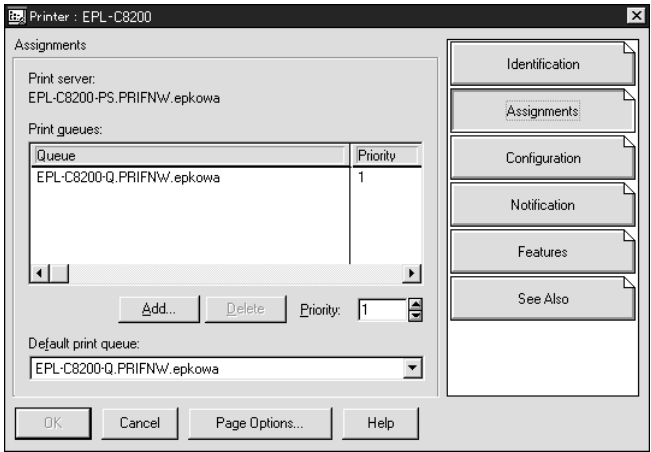 Printer : EPL-C8200
Assignments
Print server:
EPL-C8200-PS.PRIFNW.epkowa
Print queues:
Queue Priority
EPL-C8200-Q.PRIFNW.epkowa 1
Add... Delete Priority: 1
Default print queue:
EPL-C8200-Q.PRIFNW.epkowa
OK Cancel Page Options... Help
Identification
Assignments
Configuration
Notification
Features
See Also